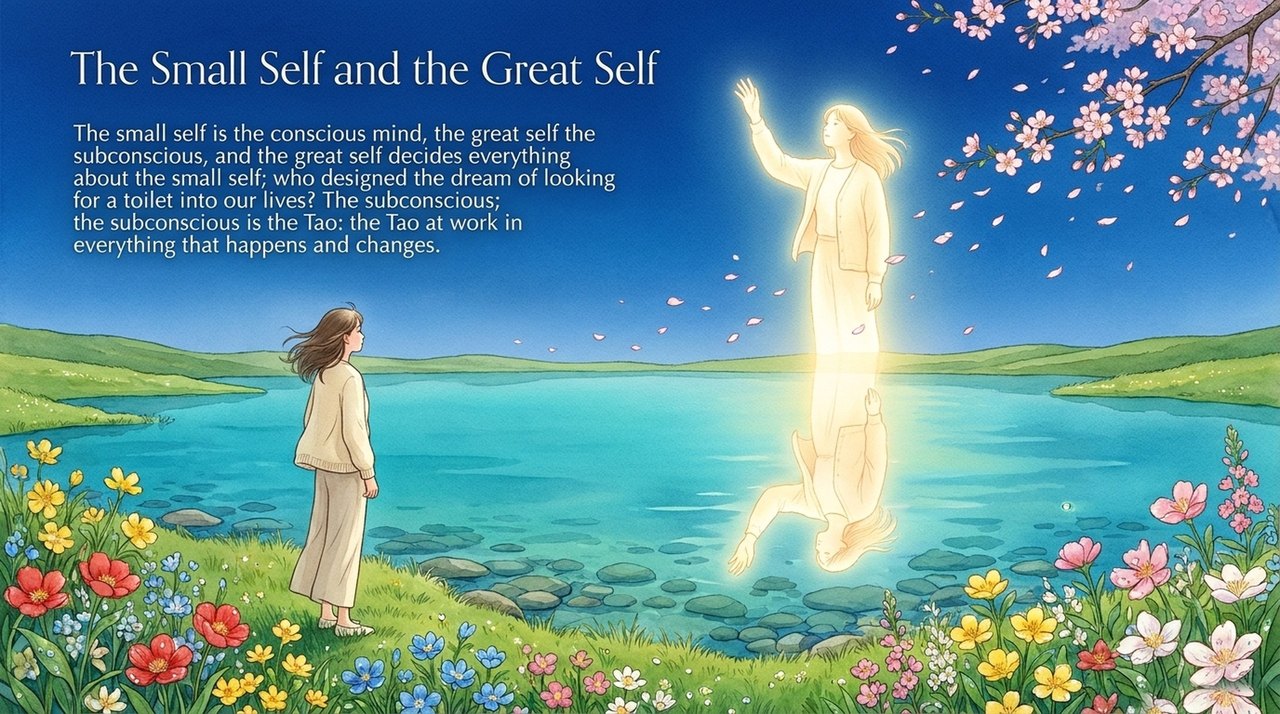 The Small Self and the Great Self
The small self is the conscious mind, the great self the
subconscious, and the great self decides everything
about the small self; who designed the dream of looking
for a toilet into our lives? The subconscious;
the subconscious is the Tao: the Tao at work in
everything that happens and changes.